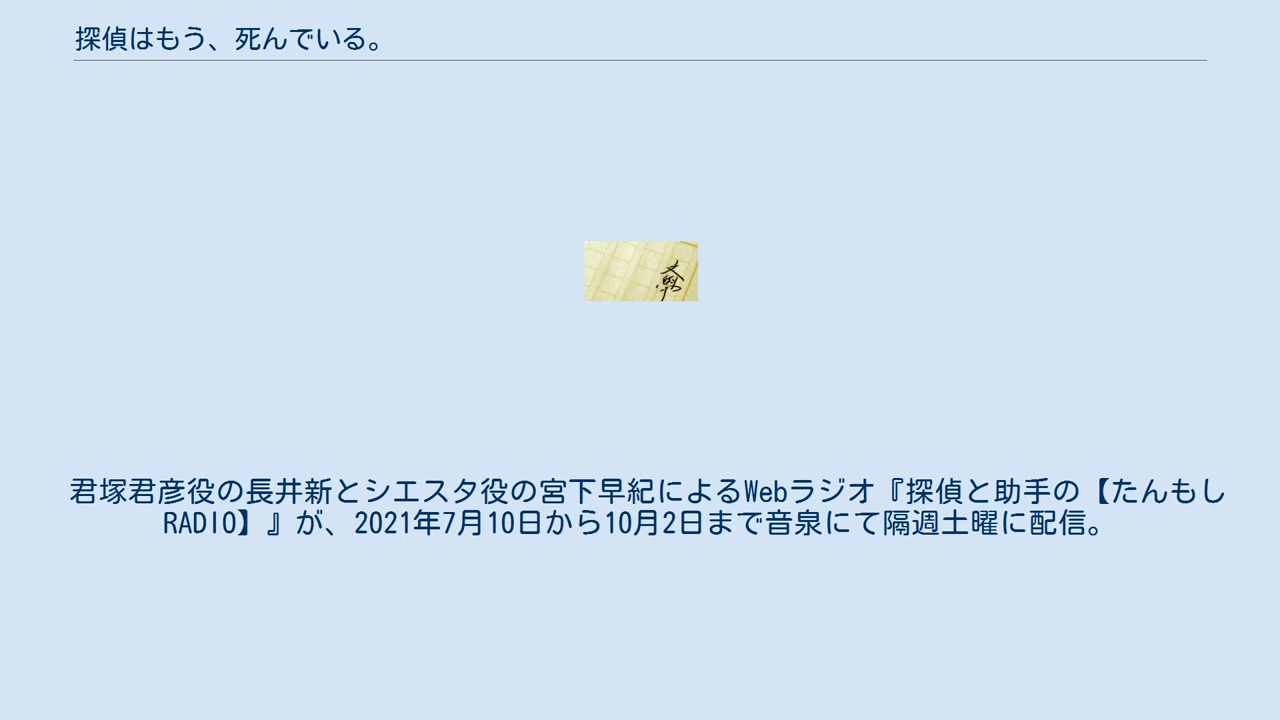 探偵はもう、死んでいる。
君塚君彦役の長井新とシエスタ役の宮下早紀によるWebラジオ『探偵と助手の【たんもし
RADIO】』が、2021年7月10日から10月2日まで音泉にて隔週土曜に配信。